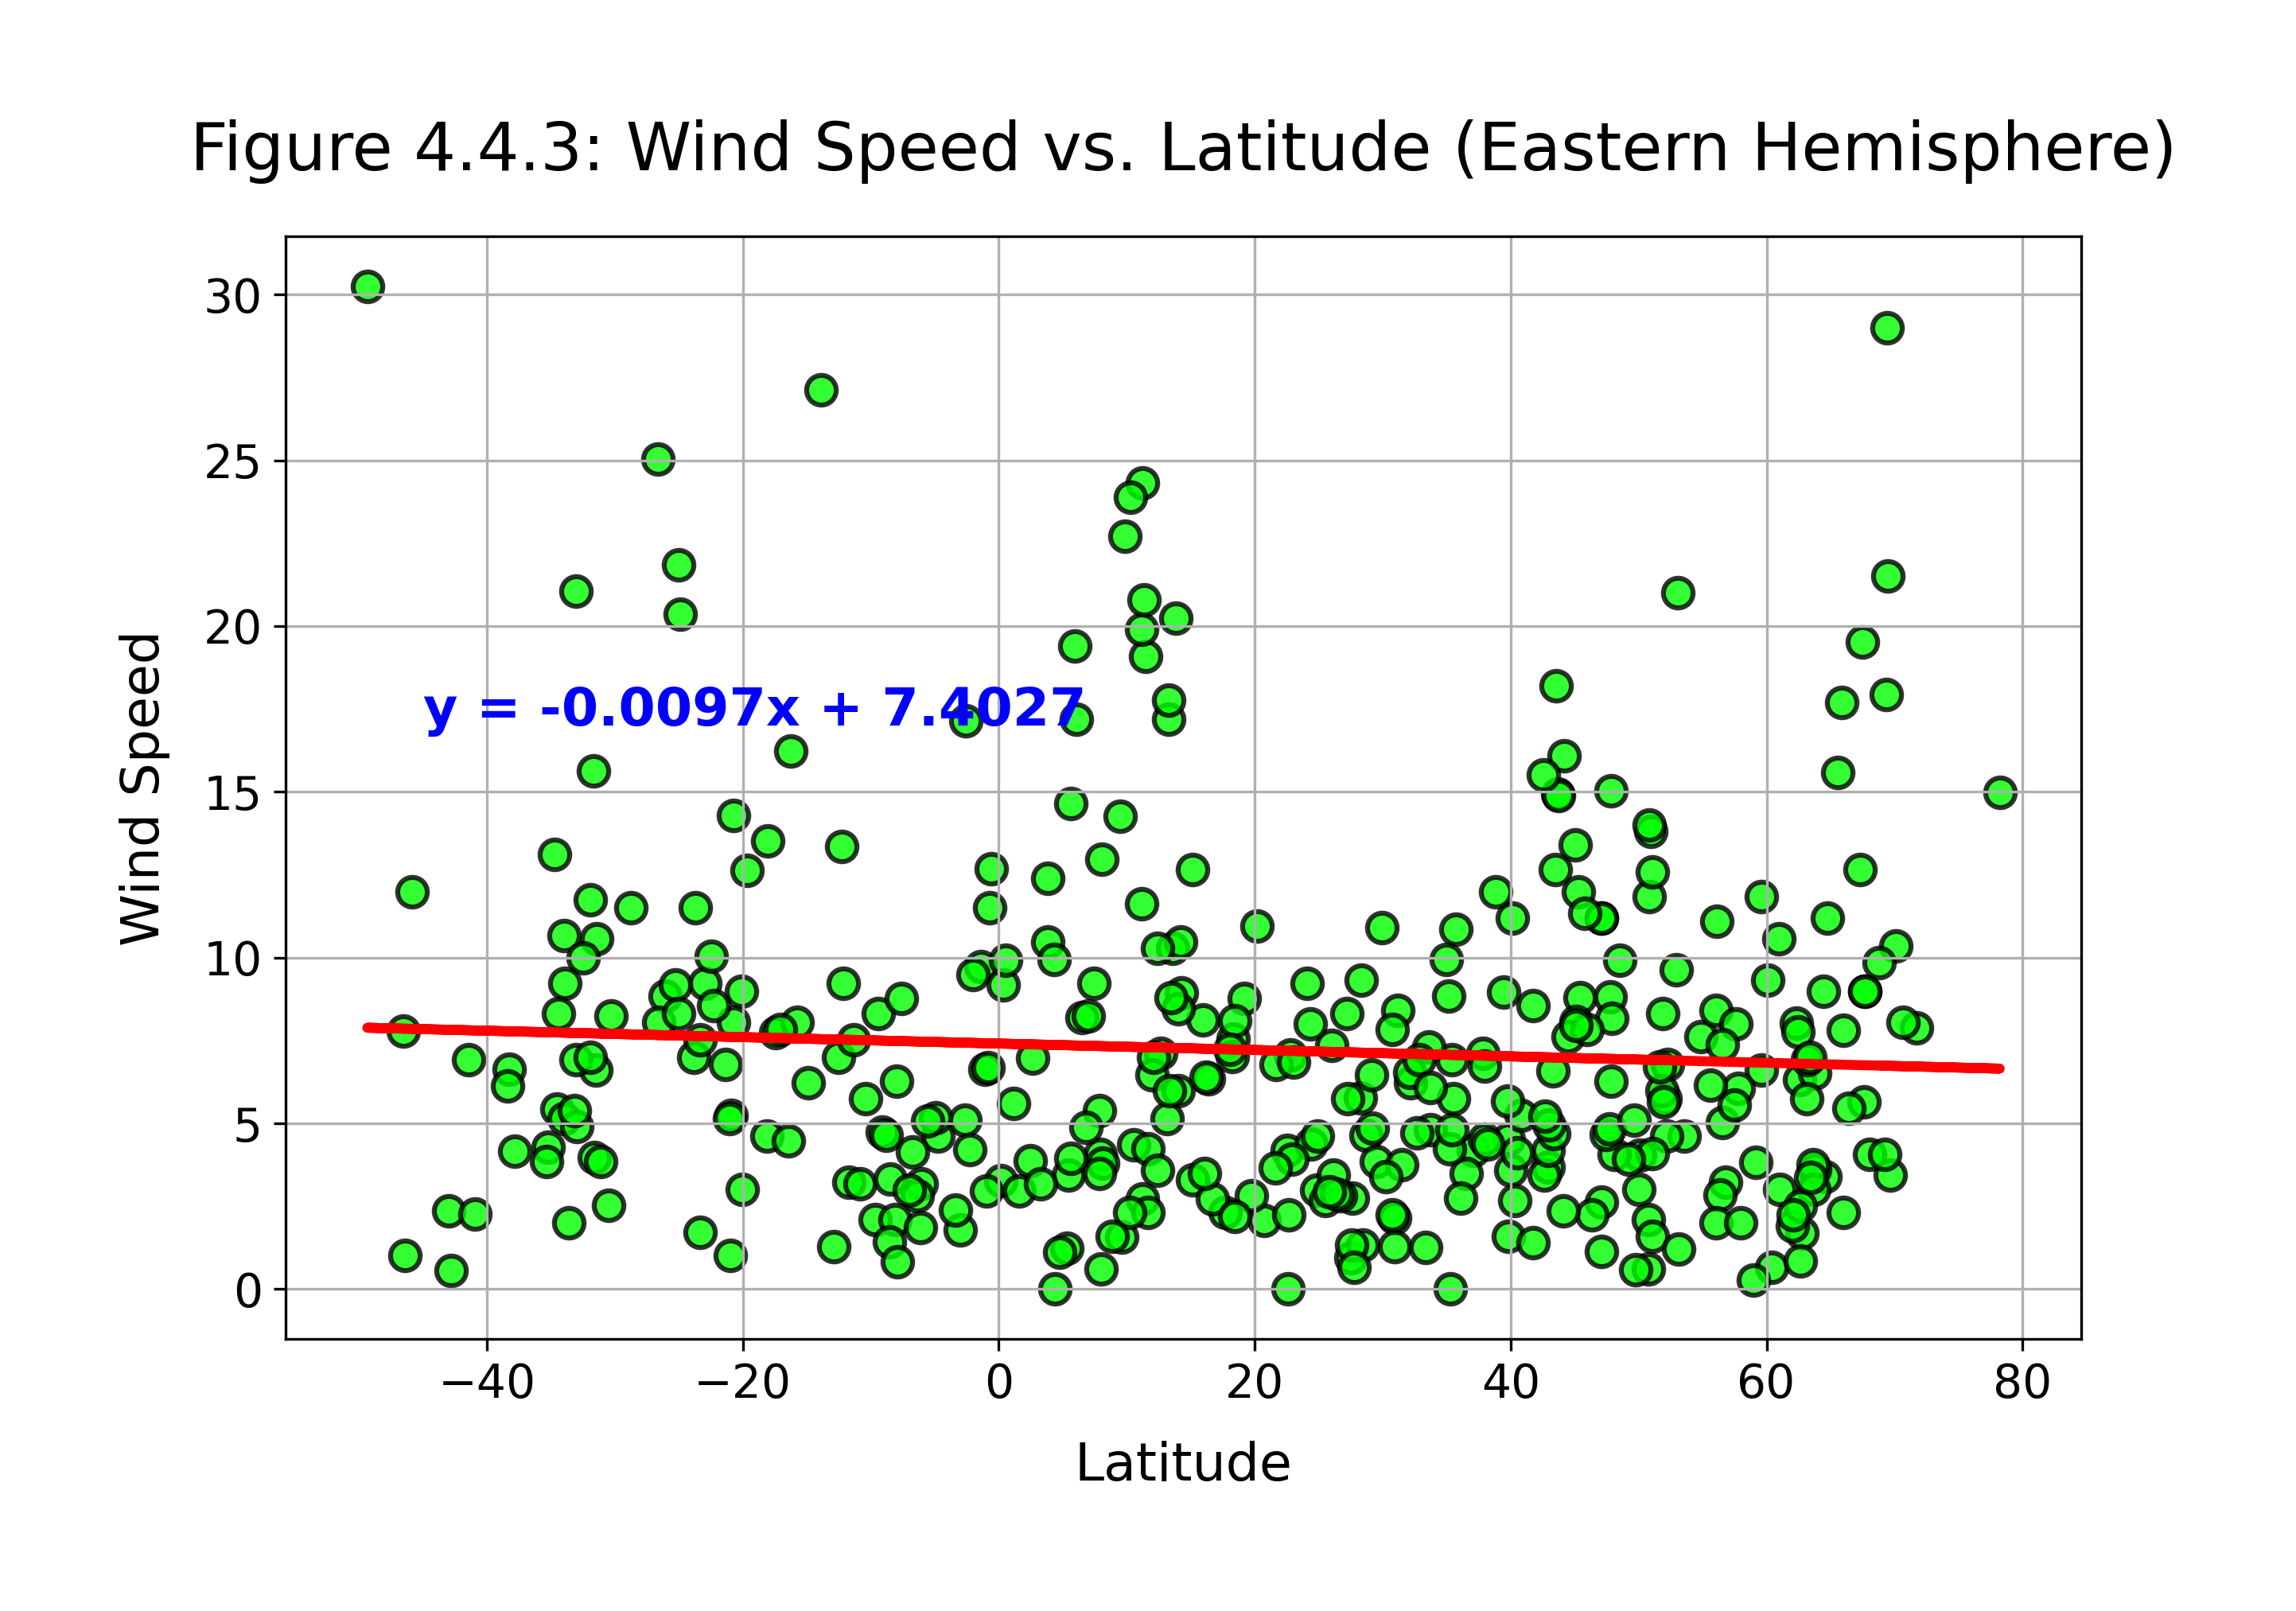 Figure 4.4.3: Wind Speed vs. Latitude (Eastern Hemisphere)
30
25
20
15
10
5
0
Wind Speed
y = -0.0097x + 7.4027
−40 −20 0 20 40 60 80
Latitude